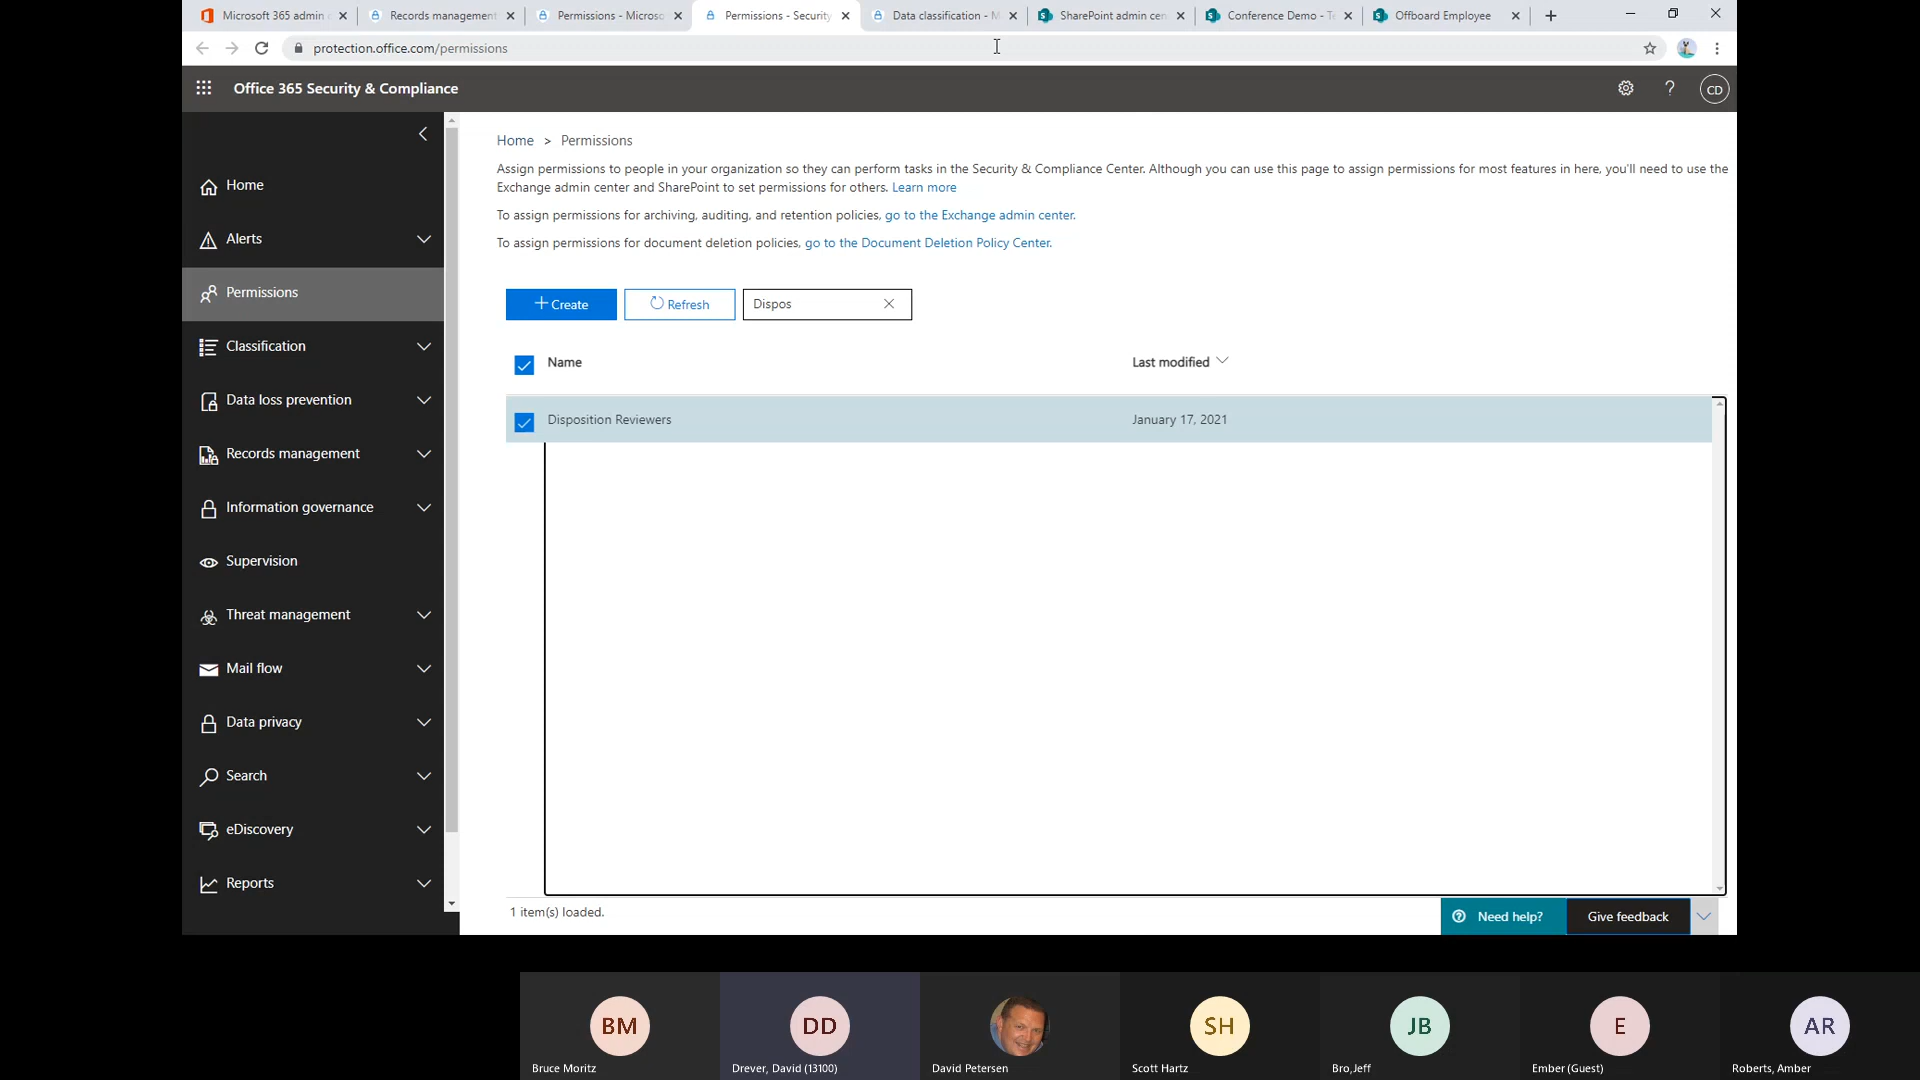 Microsoft 365 admin c
Records management
Permissions - Microso
Permissions - Security
Data classification - M
SharePoint admin cen
Conference Demo - Te
Offboard Employee
protection.office.com/permissions
Office 365 Security & Compliance
CD
Home
Alerts
Permissions
Classification
Data loss prevention
Records management
Information governance
Supervision
Threat management
Mail flow
Data privacy
Search
eDiscovery
Reports
Home > Permissions
Assign permissions to people in your organization so they can perform tasks in the Security & Compliance Center. Although you can use this page to assign permissions for most features in here, you'll need to use the
Exchange admin center and SharePoint to set permissions for others. Learn more
To assign permissions for archiving, auditing, and retention policies, go to the Exchange admin center.
To assign permissions for document deletion policies, go to the Document Deletion Policy Center.
Create
Refresh
Dispos
Name
Last modified
Disposition Reviewers
January 17, 2021
1 item(s) loaded.
Need help?
Give feedback
BM
Bruce Moritz
DD
Drever, David (13100)
David Petersen
SH
Scott Hartz
JB
Bro,Jeff
E
Ember (Guest)
AR
Roberts, Amber